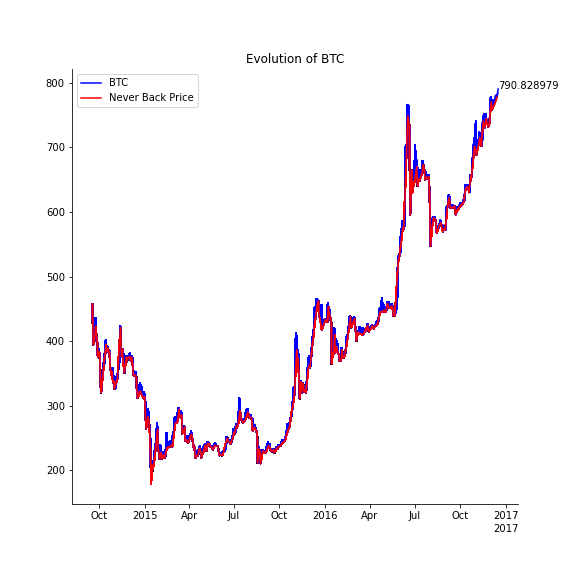 Evolution of BTC
BTC
Never Back Price
790.828979
800
700
600
500
400
300
200
Oct 2015 Apr Jul Oct 2016 Apr Jul Oct 2017
2017